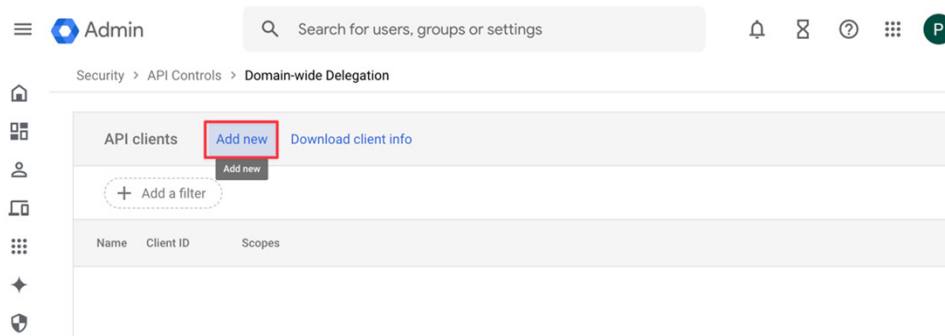 Admin
Search for users, groups or settings
P
Security > API Controls > Domain-wide Delegation
API clients Add new Download client info
Add new
+ Add a filter
Name Client ID Scopes